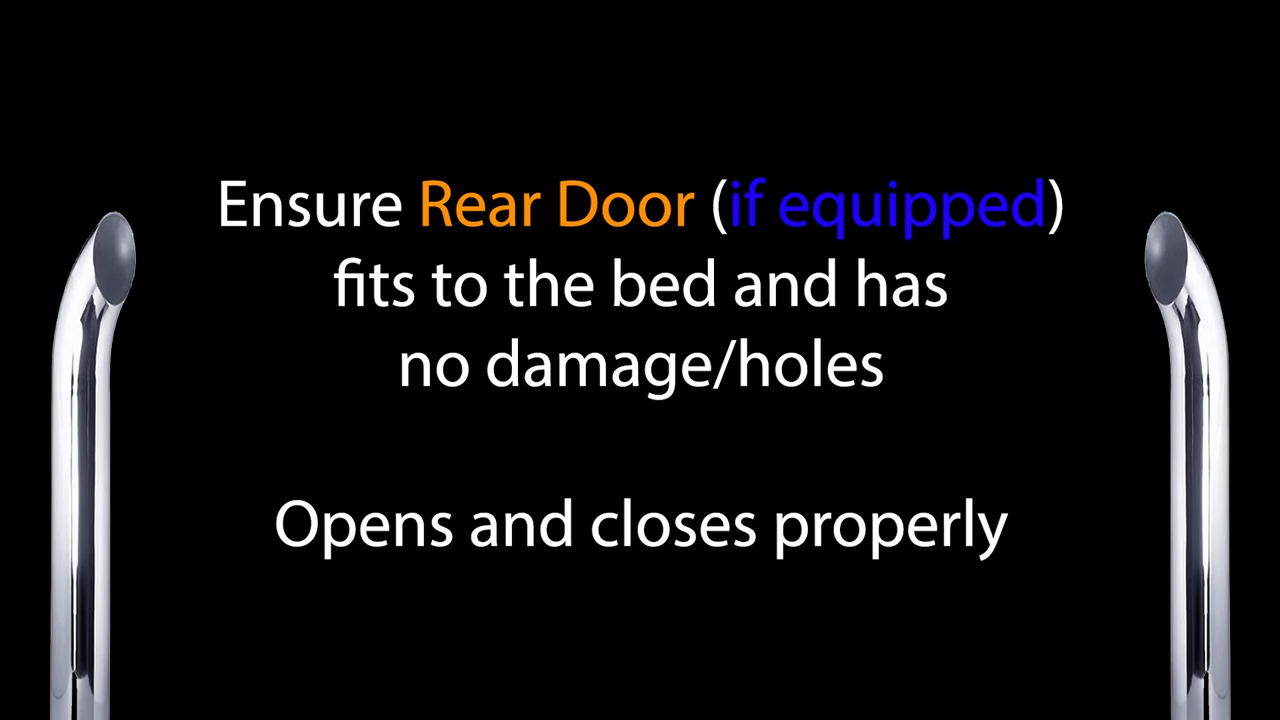 Ensure Rear Door (if equipped)
fits to the bed and has
no damage/holes
Opens and closes properly